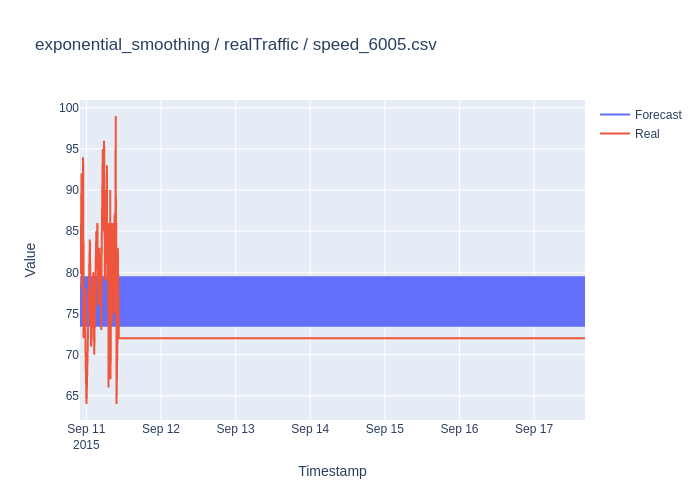 exponential_smoothing / realTraffic / speed_6005.csv
Forecast
Real
Value
100
95
90
85
80
75
70
65
Sep 11
2015
Sep 12
Sep 13
Sep 14
Sep 15
Sep 16
Sep 17
Timestamp